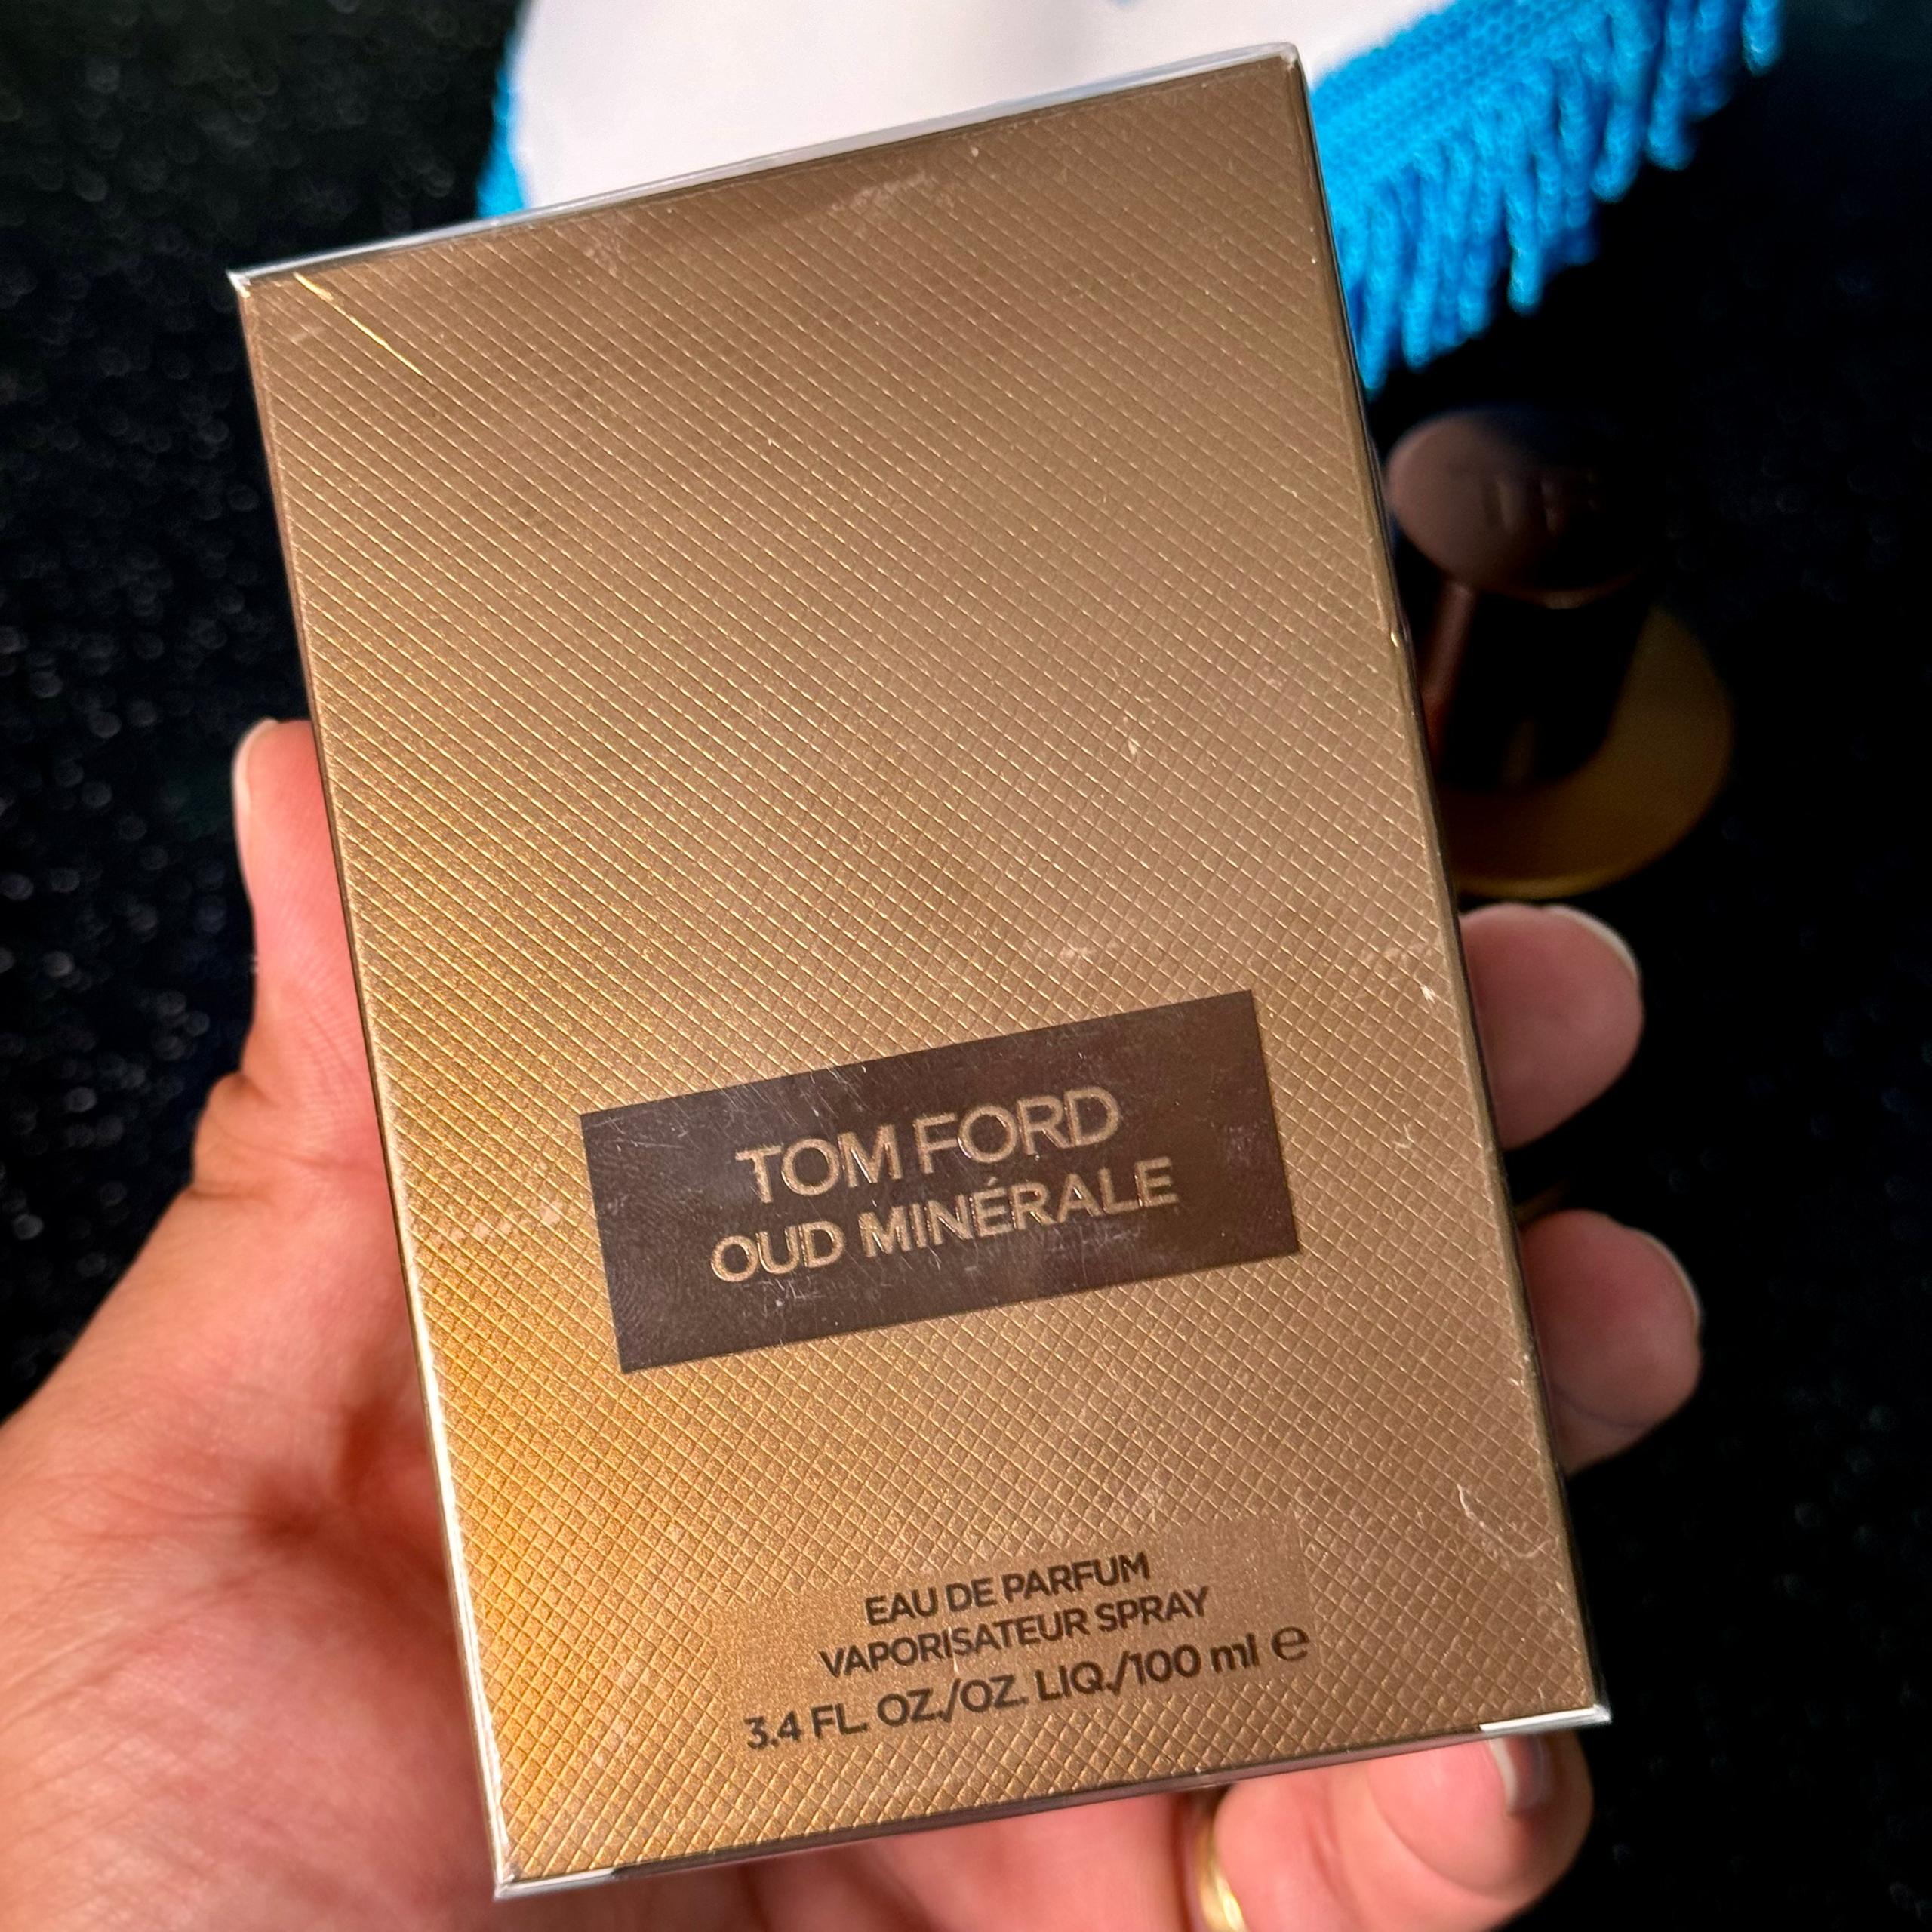 TOM FORD
OUD MINÉRALE
EAU DE PARFUM
VAPORISATEUR SPRAY
3.4 FL. OZ./OZ. LIQ./100 ml ℮